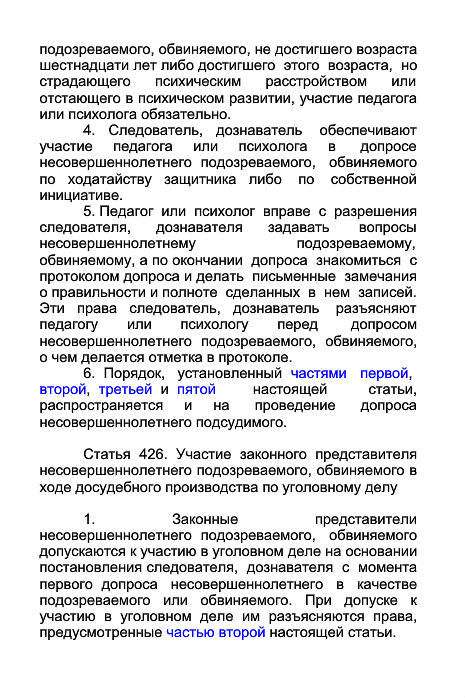 подозреваемого, обвиняемого, не достигшего возраста
шестнадцати лет либо достигшего этого возраста, но
страдающего психическим расстройством или
отстающего в психическом развитии, участие педагога
или психолога обязательно.
4. Следователь, дознаватель обеспечивают
участие педагога или психолога в допросе
несовершеннолетнего подозреваемого, обвиняемого
по ходатайству защитника либо по собственной
инициативе.
5. Педагог или психолог вправе с разрешения
следователя, дознавателя задавать вопросы
несовершеннолетнему подозреваемому,
обвиняемому, а по окончании допроса знакомиться с
протоколом допроса и делать письменные замечания
о правильности и полноте сделанных в нем записей.
Эти права следователь, дознаватель разъясняют
педагогу или психологу перед допросом
несовершеннолетнего подозреваемого, обвиняемого,
о чем делается отметка в протоколе.
6. Порядок, установленный частями первой,
второй, третьей и пятой настоящей статьи,
распространяется и на проведение допроса
несовершеннолетнего подсудимого.
Статья 426. Участие законного представителя
несовершеннолетнего подозреваемого, обвиняемого в
ходе досудебного производства по уголовному делу
1. Законные представители
несовершеннолетнего подозреваемого, обвиняемого
допускаются к участию в уголовном деле на основании
постановления следователя, дознавателя с момента
первого допроса несовершеннолетнего в качестве
подозреваемого или обвиняемого. При допуске к
участию в уголовном деле им разъясняются права,
предусмотренные частью второй настоящей статьи.